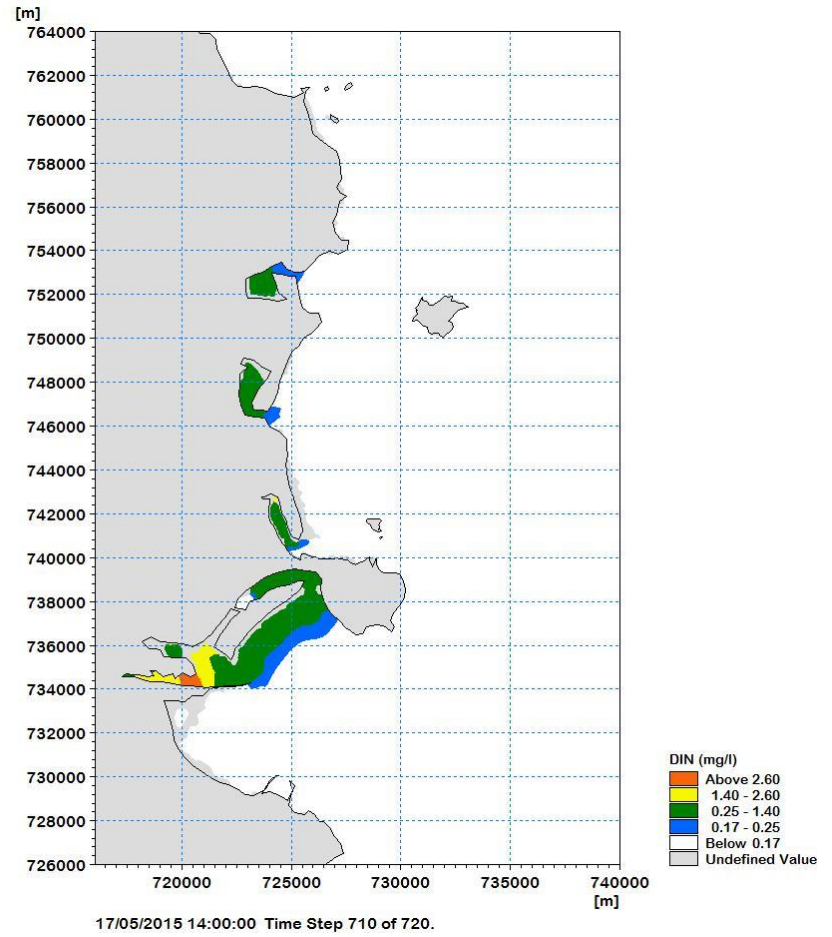 [m]
764000
762000
760000
758000
756000
754000
752000
750000
748000
746000
744000
742000
740000
738000
736000
734000
732000
730000
728000
726000
720000 725000 730000 735000 740000
[m]
DIN (mg/l)
Above 2.60
1.40 - 2.60
0.25 - 1.40
0.17 - 0.25
Below 0.17
Undefined Value
17/05/2015 14:00:00 Time Step 710 of 720.